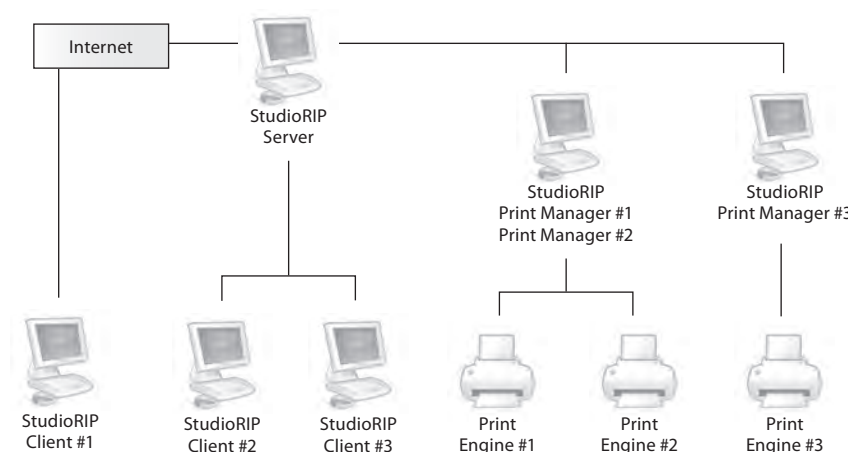 Internet
StudioRIP
Server
StudioRIP
Print Manager #1
Print Manager #2
StudioRIP
Print Manager #3
StudioRIP
Client #1
StudioRIP
Client #2
StudioRIP
Client #3
Print
Engine #1
Print
Engine #2
Print
Engine #3